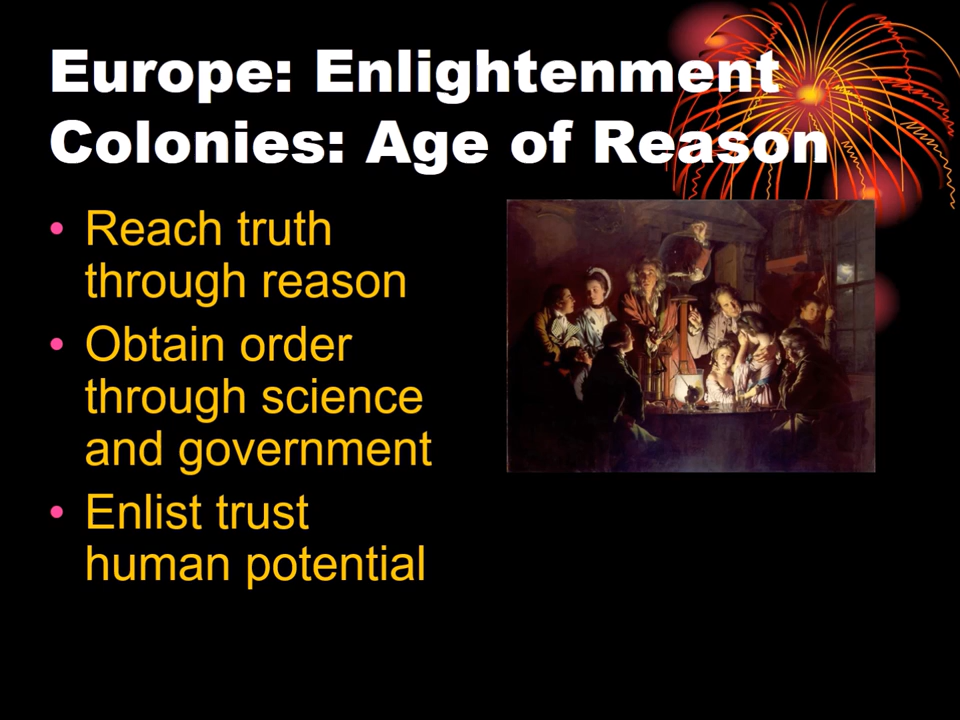 Europe: Enlightenment
Colonies: Age of Reason
• Reach truth
through reason
• Obtain order
through science
and government
• Enlist trust
human potential